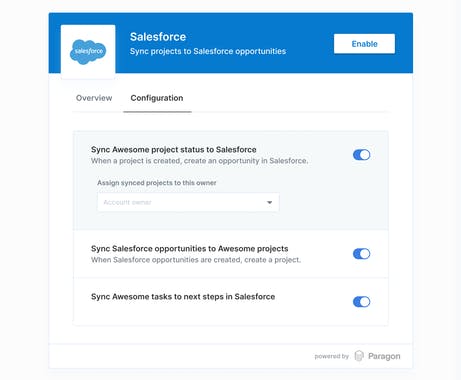 Salesforce
salesforce
Sync projects to Salesforce opportunities
Enable
Overview
Configuration
Sync Awesome project status to Salesforce
When a project is created, create an opportunity in Salesforce.
Assign synced projects to this owner
Account owner
Sync Salesforce opportunities to Awesome projects
When Salesforce opportunities are created, create a project.
Sync Awesome tasks to next steps in Salesforce
powered by Paragon